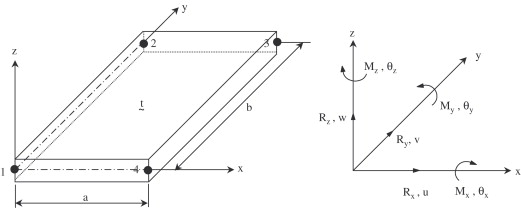 y
z
2
3
t
b
1
4
x
a
z
M_z, θ_z
y
M_y, θ_y
R_z, w
R_y, v
x
R_x, u
M_x, θ_x